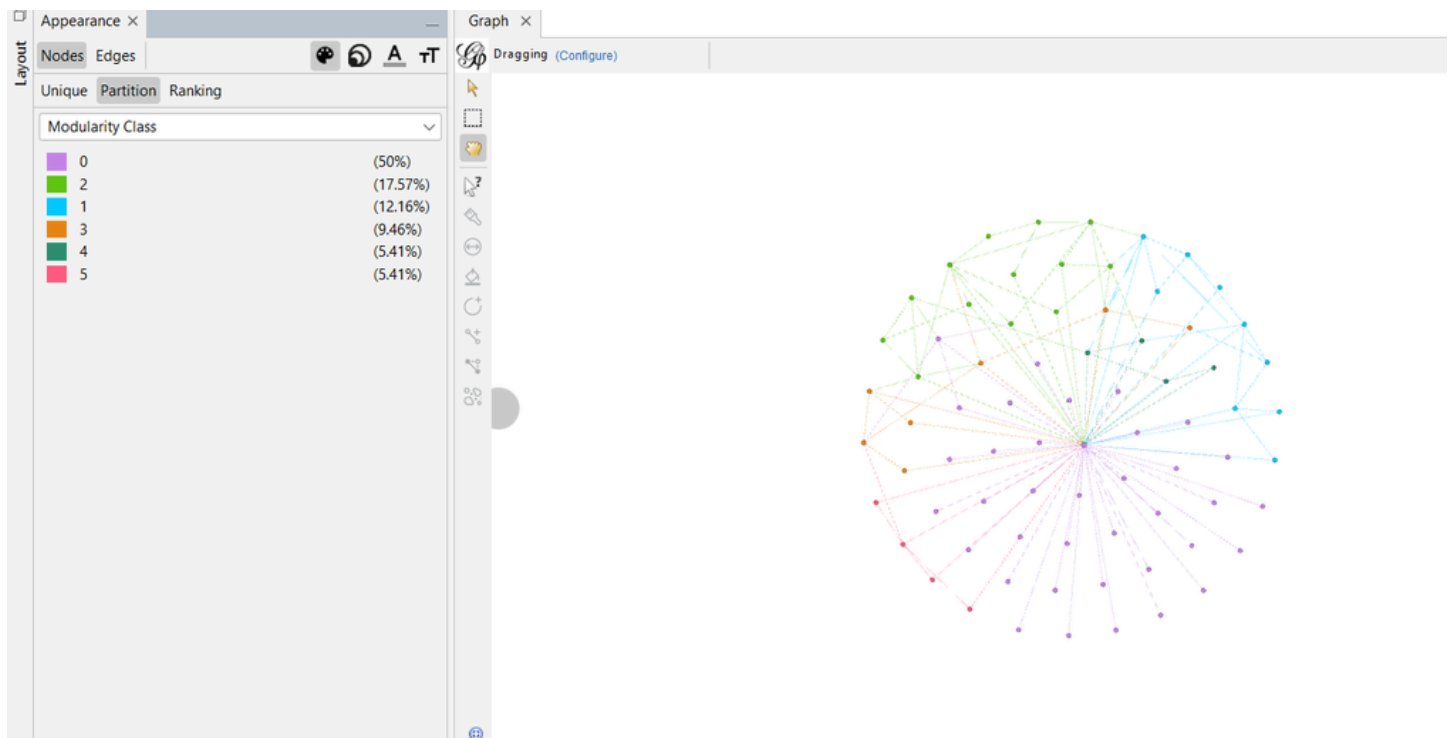 Appearance ×
Layout
Nodes Edges A TT
Unique Partition Ranking
Modularity Class
0 (50%)
2 (17.57%)
1 (12.16%)
3 (9.46%)
4 (5.41%)
5 (5.41%)
Graph ×
Dragging (Configure)